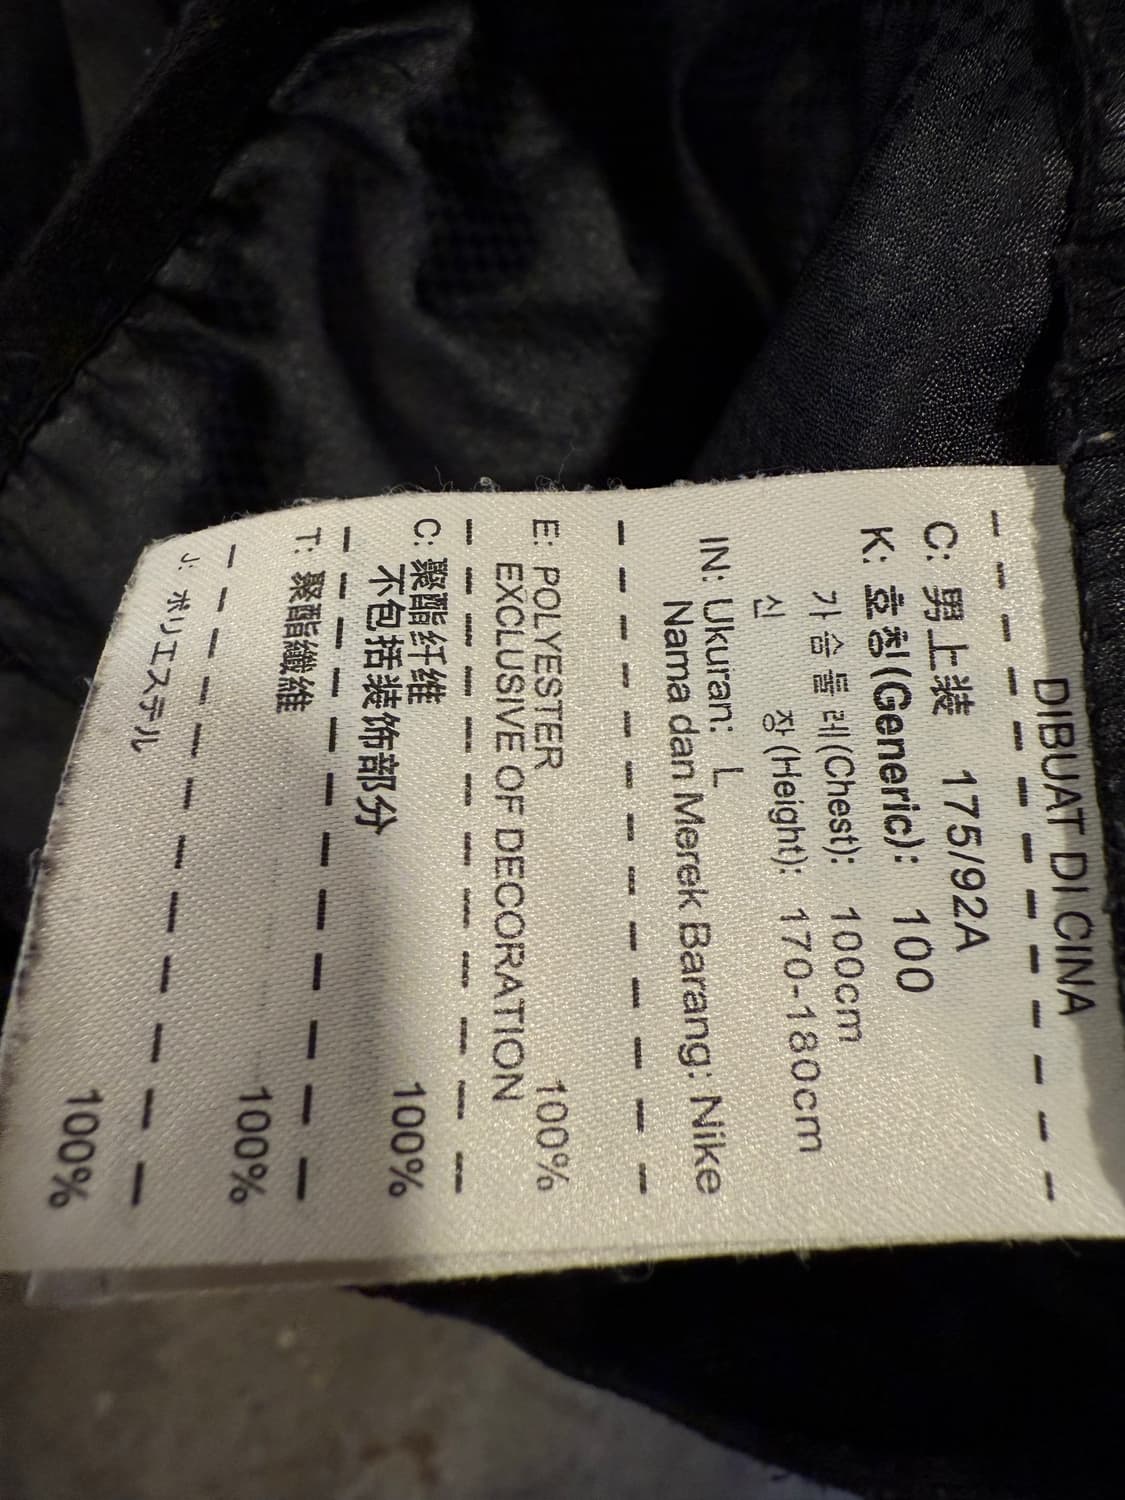 DIBUAT DI CINA
C: 男上装 175/92A
K: 호칭(Generic): 100
가슴둘레(Chest): 100cm
신 장(Height): 170-180cm
IN: Ukuran: L
Nama dan Merek Barang: Nike
E: POLYESTER 100%
EXCLUSIVE OF DECORATION
C: 聚酯纤维 100%
不包括装饰部分
T: 聚酯纖維 100%
J: ポリエステル 100%